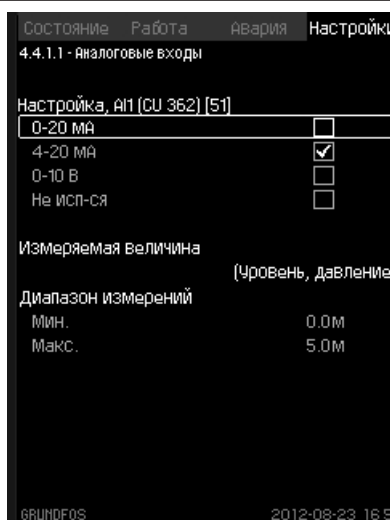 Состояние Работа Авария Настройки
4.4.1.1 - Аналоговые входы
Настройка, AI1 (CU 362) [51]
0-20 мА
4-20 мА
0-10 В
Не исп-ся
Измеряемая величина
(Уровень, давление
Диапазон измерений
Мин. 0.0м
Макс. 5.0м
GRUNDFOS 2012-08-23 16:5